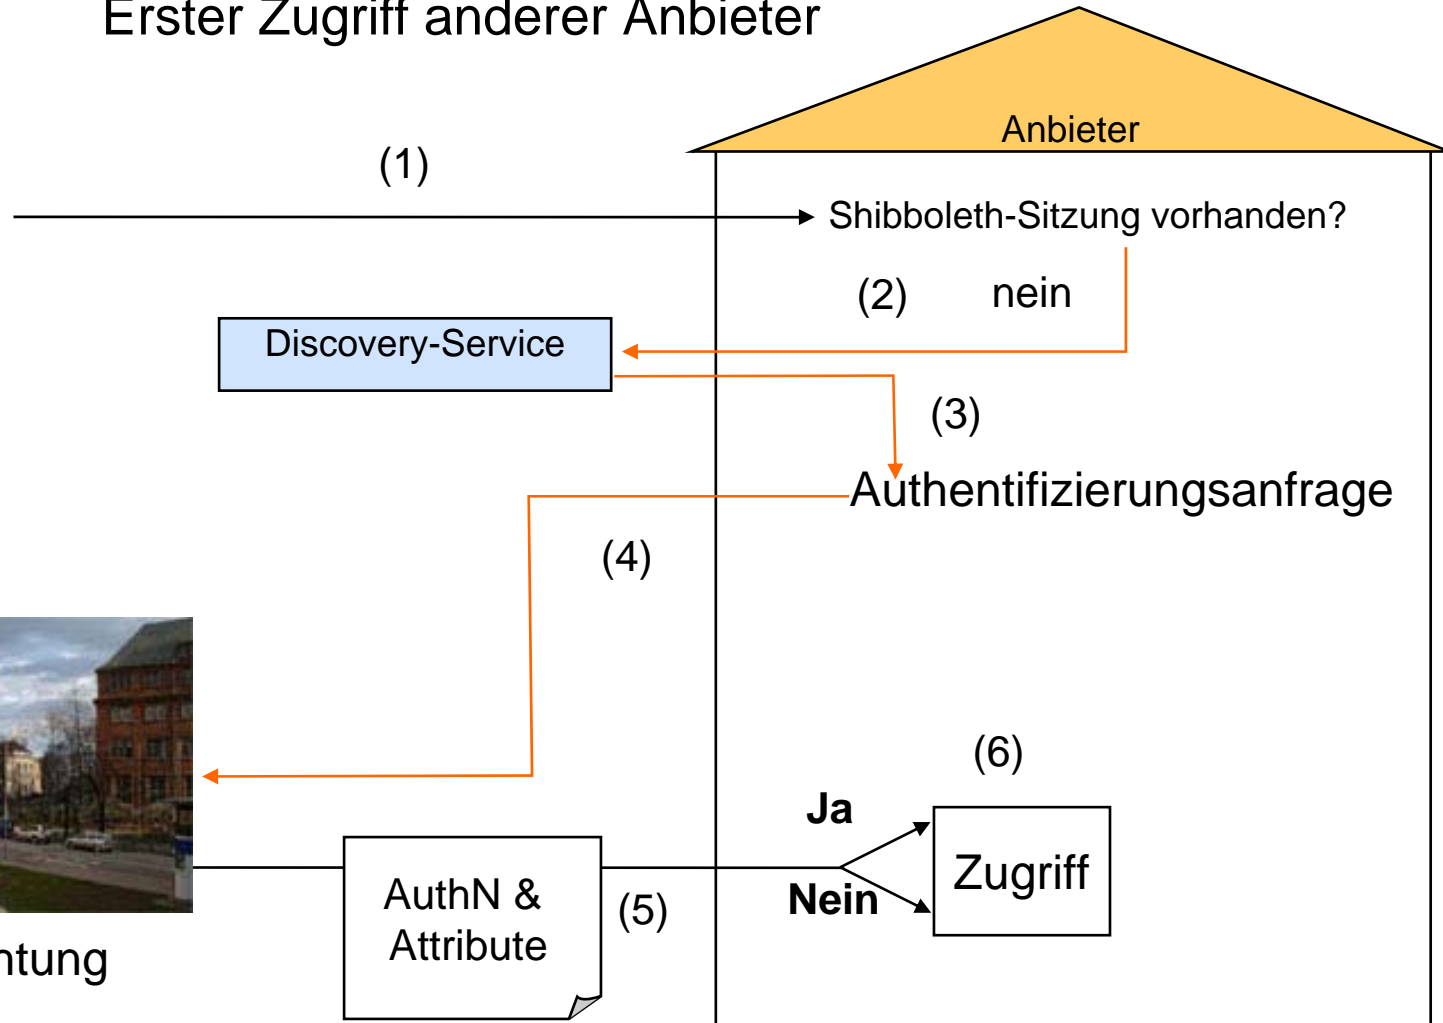 Erster Zugriff anderer Anbieter
Anbieter
(1)
Shibboleth-Sitzung vorhanden?
(2) nein
Discovery-Service
(3)
Authentifizierungsanfrage
(4)
(6)
Ja
Zugriff
Nein
AuthN &
Attribute
(5)